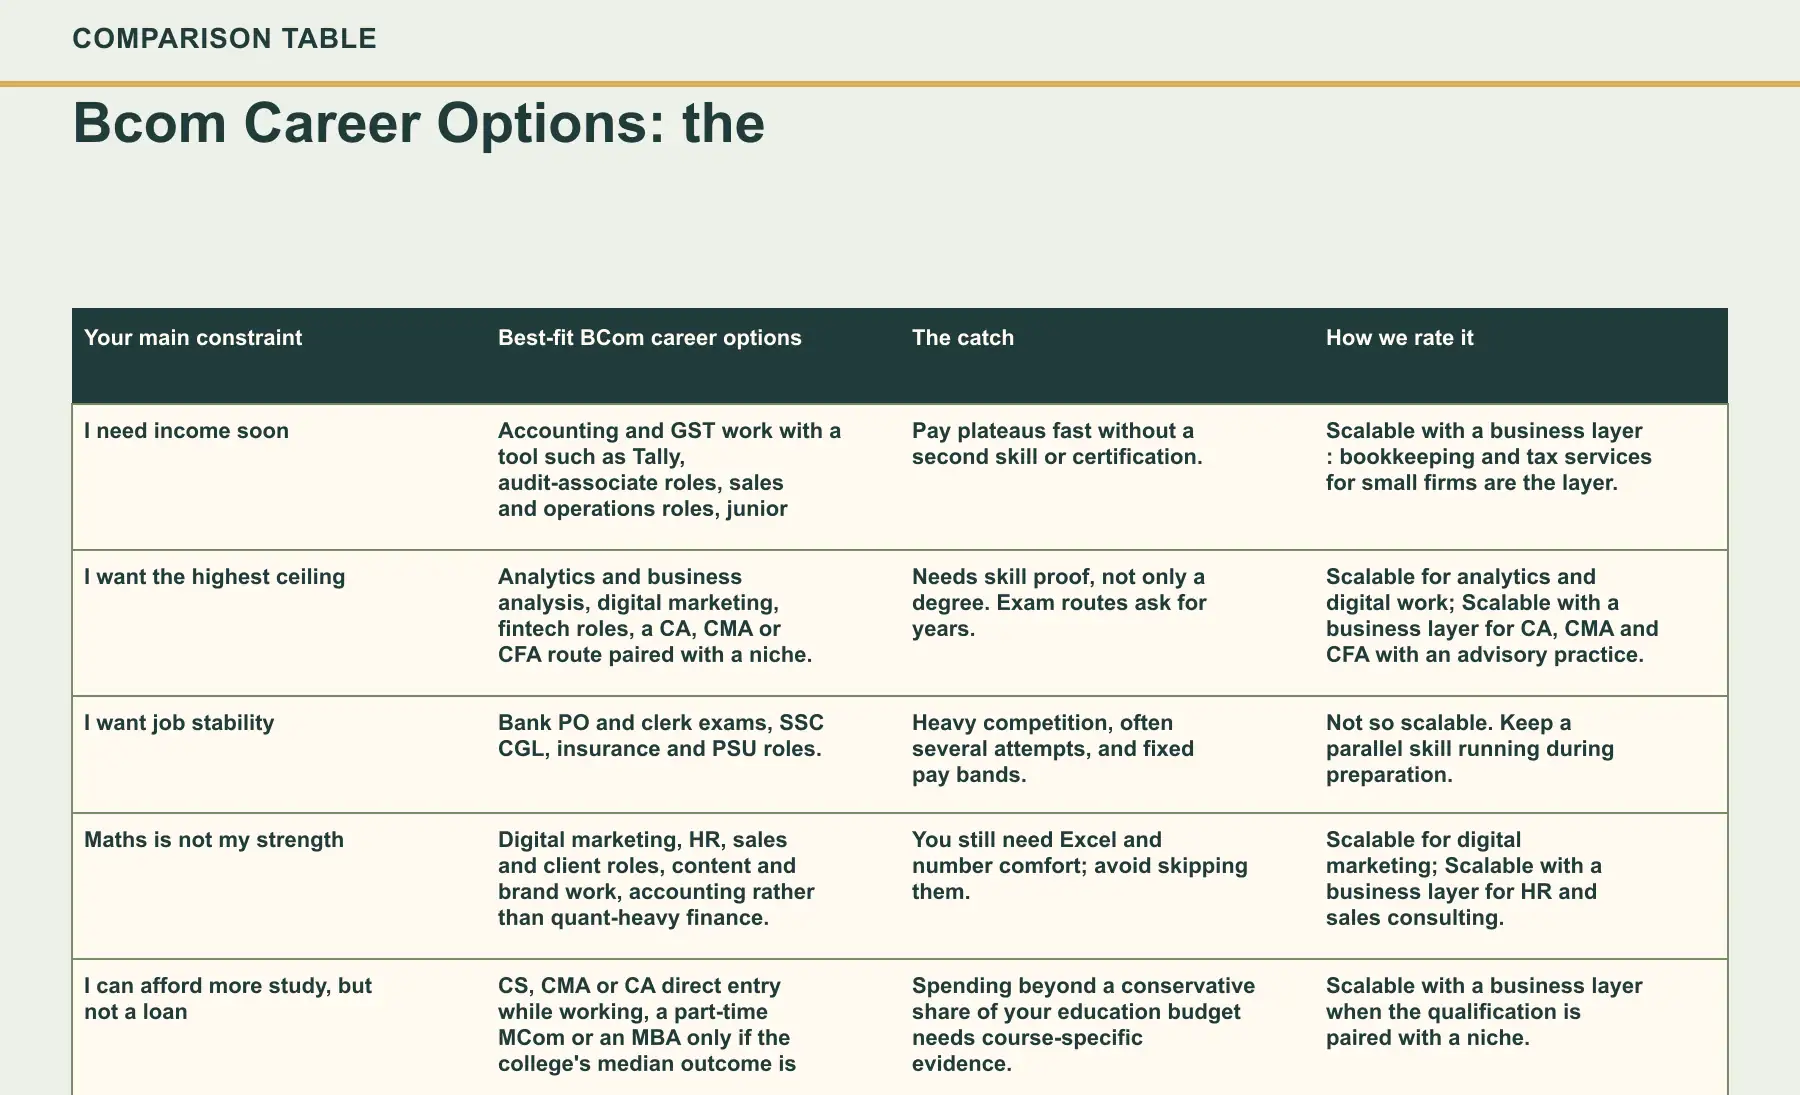 COMPARISON TABLE
Bcom Career Options: the
Your main constraint
Best-fit BCom career options
The catch
How we rate it
I need income soon
Accounting and GST work with a
tool such as Tally,
audit-associate roles, sales
and operations roles, junior
Pay plateaus fast without a
second skill or certification.
Scalable with a business layer
: bookkeeping and tax services
for small firms are the layer.
I want the highest ceiling
Analytics and business
analysis, digital marketing,
fintech roles, a CA, CMA or
CFA route paired with a niche.
Needs skill proof, not only a
degree. Exam routes ask for
years.
Scalable for analytics and
digital work; Scalable with a
business layer for CA, CMA and
CFA with an advisory practice.
I want job stability
Bank PO and clerk exams, SSC
CGL, insurance and PSU roles.
Heavy competition, often
several attempts, and fixed
pay bands.
Not so scalable. Keep a
parallel skill running during
preparation.
Maths is not my strength
Digital marketing, HR, sales
and client roles, content and
brand work, accounting rather
than quant-heavy finance.
You still need Excel and
number comfort; avoid skipping
them.
Scalable for digital
marketing; Scalable with a
business layer for HR and
sales consulting.
I can afford more study, but
not a loan
CS, CMA or CA direct entry
while working, a part-time
MCom or an MBA only if the
college's median outcome is
Spending beyond a conservative
share of your education budget
needs course-specific
evidence.
Scalable with a business layer
when the qualification is
paired with a niche.